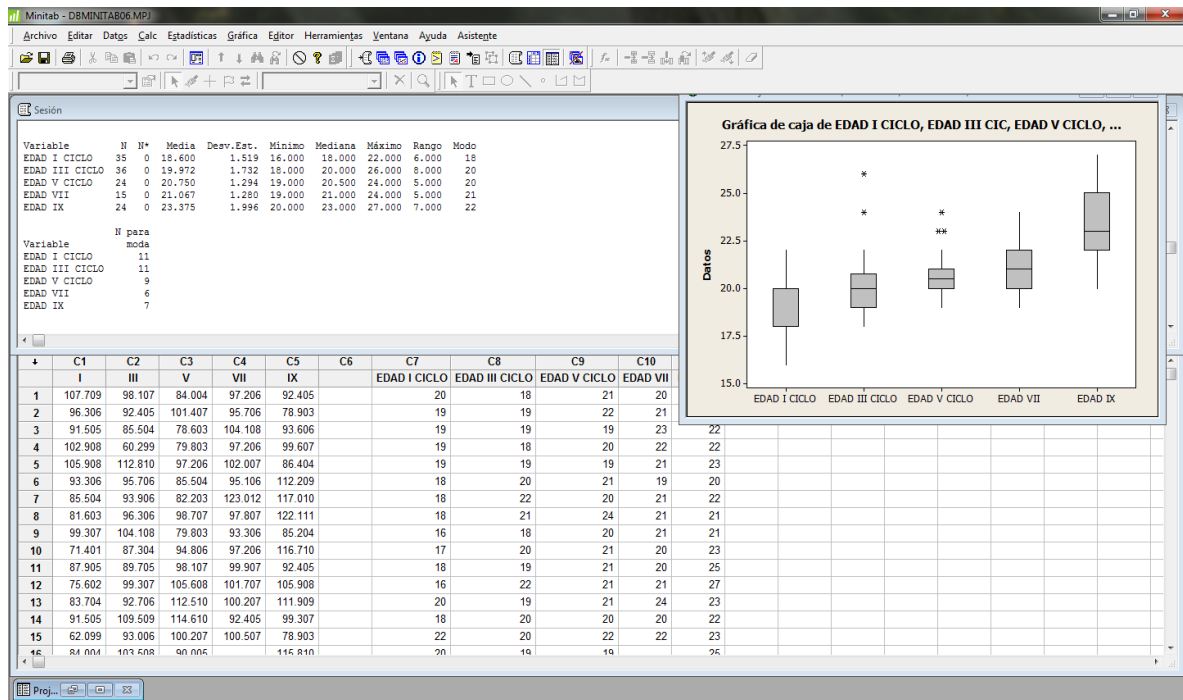 Minitab - DBMINITAB06.MPJ
Archivo Editar Datos Calc Estadísticas Gráfica Editor Herramientas Ventana Ayuda Asistente
Sesión
Variable N N* Media Desv.Est. Mínimo Mediana Máximo Rango Modo
EDAD I CICLO 35 0 18.600 1.519 16.000 18.000 22.000 6.000 18
EDAD III CICLO 36 0 19.972 1.732 18.000 20.000 26.000 8.000 20
EDAD V CICLO 24 0 20.750 1.294 19.000 20.500 24.000 5.000 20
EDAD VII 15 0 21.067 1.280 19.000 21.000 24.000 5.000 21
EDAD IX 24 0 23.375 1.996 20.000 23.000 27.000 7.000 22
N para
Variable moda
EDAD I CICLO 11
EDAD III CICLO 11
EDAD V CICLO 9
EDAD VII 6
EDAD IX 7
Gráfica de caja de EDAD I CICLO, EDAD III CIC, EDAD V CICLO, ...
27.5
25.0
22.5
20.0
17.5
15.0
Datos
EDAD I CICLO EDAD III CICLO EDAD V CICLO EDAD VII EDAD IX
C1 C2 C3 C4 C5 C6 C7 C8 C9 C10
I III V VII IX EDAD I CICLO EDAD III CICLO EDAD V CICLO EDAD VII
1 107.709 98.107 84.004 97.206 92.405 20 18 21 20
2 96.306 92.405 101.407 95.706 78.903 19 19 22 21
3 91.505 85.504 78.603 104.108 93.606 19 19 19 23 22
4 102.908 60.299 79.803 97.206 99.607 19 18 20 22 22
5 105.908 112.810 97.206 102.007 86.404 19 19 19 21 23
6 93.306 95.706 85.504 95.106 112.209 18 20 21 19 20
7 85.504 93.906 82.203 123.012 117.010 18 22 20 21 22
8 81.603 96.306 98.707 97.807 122.111 18 21 24 21 21
9 99.307 104.108 79.803 93.306 85.204 16 18 20 21 21
10 71.401 87.304 94.806 97.206 116.710 17 20 21 20 23
11 87.905 89.705 98.107 99.907 92.405 18 19 21 20 25
12 75.602 99.307 105.608 101.707 105.908 16 22 21 21 27
13 83.704 92.706 112.510 100.207 111.909 20 19 21 24 23
14 91.505 109.509 114.610 92.405 99.307 18 20 20 20 22
15 62.099 93.006 100.207 100.507 78.903 22 20 22 22 23
16 84.004 103.508 90.005 115.810 20 19 19 25
Proj...